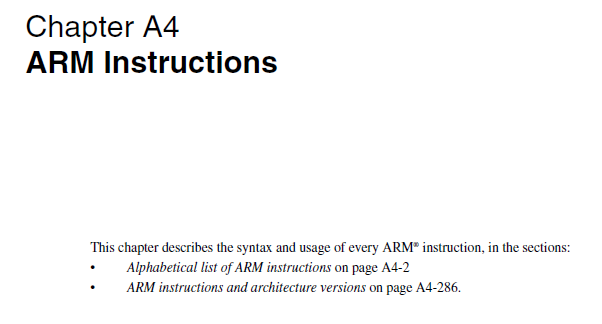 Chapter A4
ARM Instructions
This chapter describes the syntax and usage of every ARM® instruction, in the sections:
• Alphabetical list of ARM instructions on page A4-2
• ARM instructions and architecture versions on page A4-286.